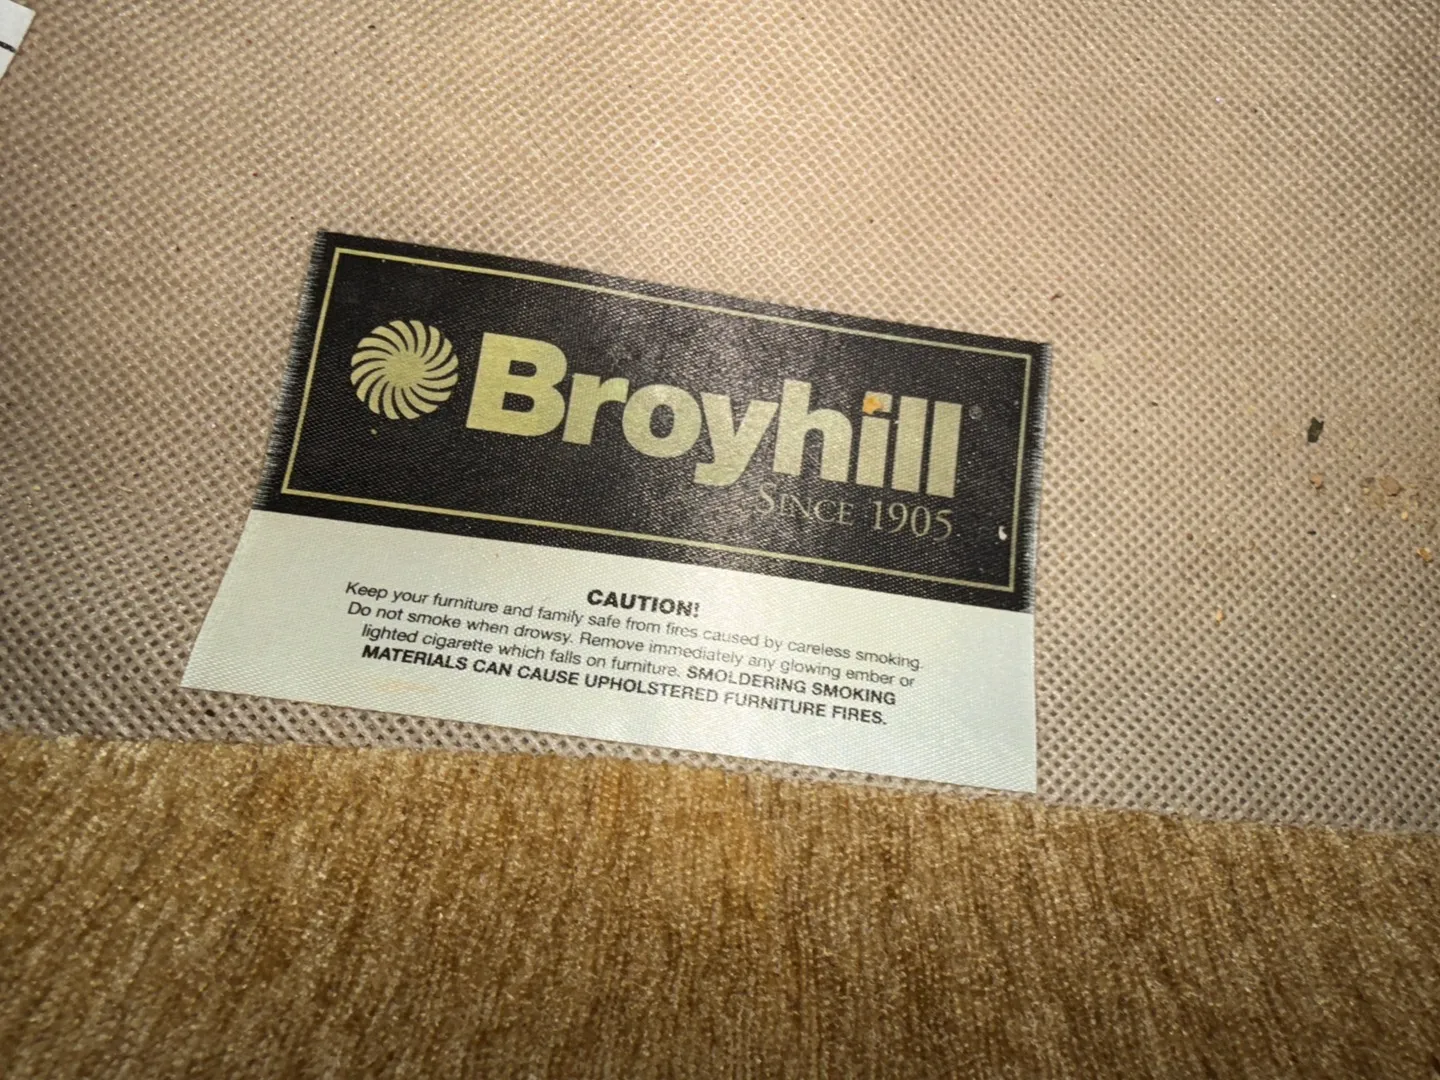 Broyhill®
SINCE 1905
CAUTION!
Keep your furniture and family safe from fires caused by careless smoking.
Do not smoke when drowsy. Remove immediately any glowing ember or
lighted cigarette which falls on furniture. SMOLDERING SMOKING
MATERIALS CAN CAUSE UPHOLSTERED FURNITURE FIRES.